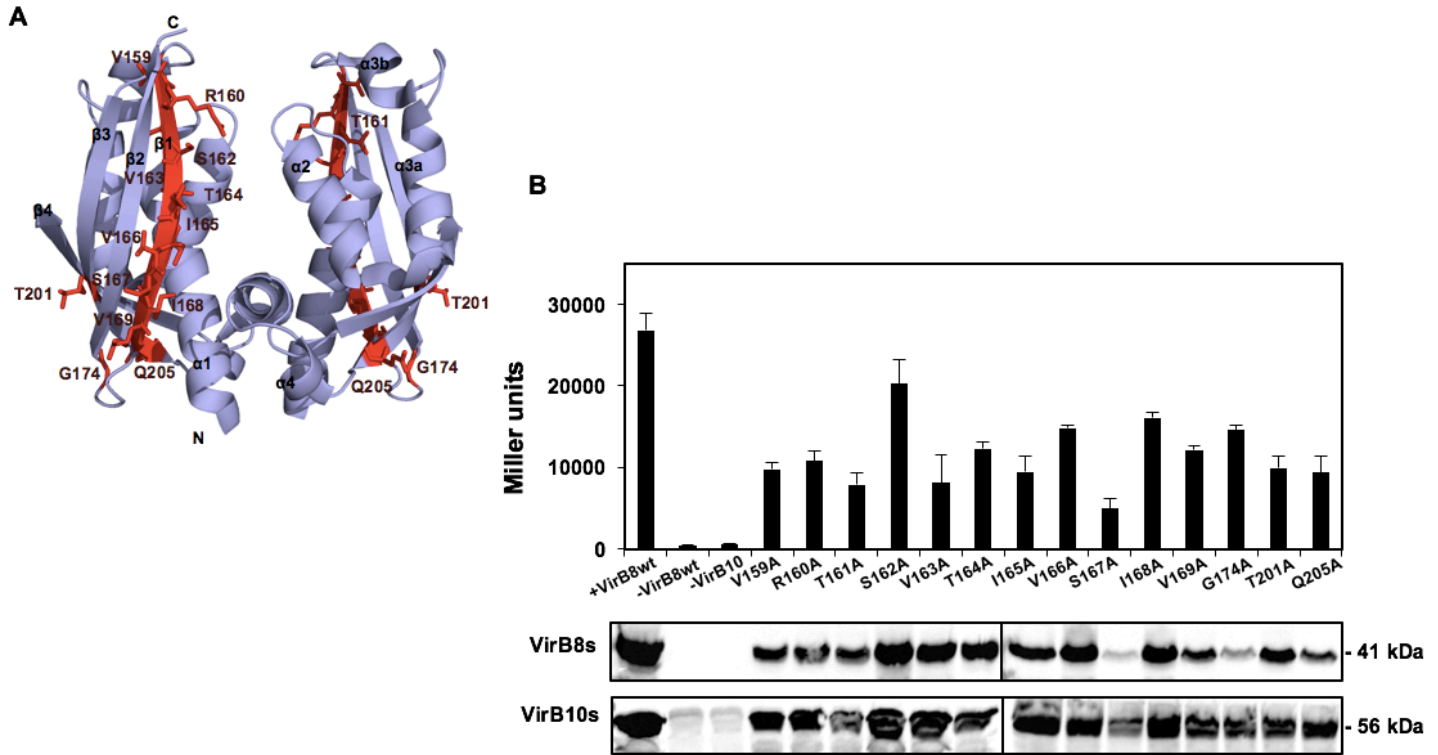 A
C
V159
α3b
R160
β3
T161
β1
β2
S162
α2
α3a
V163
T164
β4
I165
V166
S167
T201
I168
T201
V169
G174
Q205
α1
α4
Q205
G174
N
B
Miller units
30000
20000
10000
0
+VirB8wt
-VirB8wt
-VirB10
V159A
R160A
T161A
S162A
V163A
T164A
I165A
V166A
S167A
I168A
V169A
G174A
T201A
Q205A
VirB8s
- 41 kDa
VirB10s
- 56 kDa